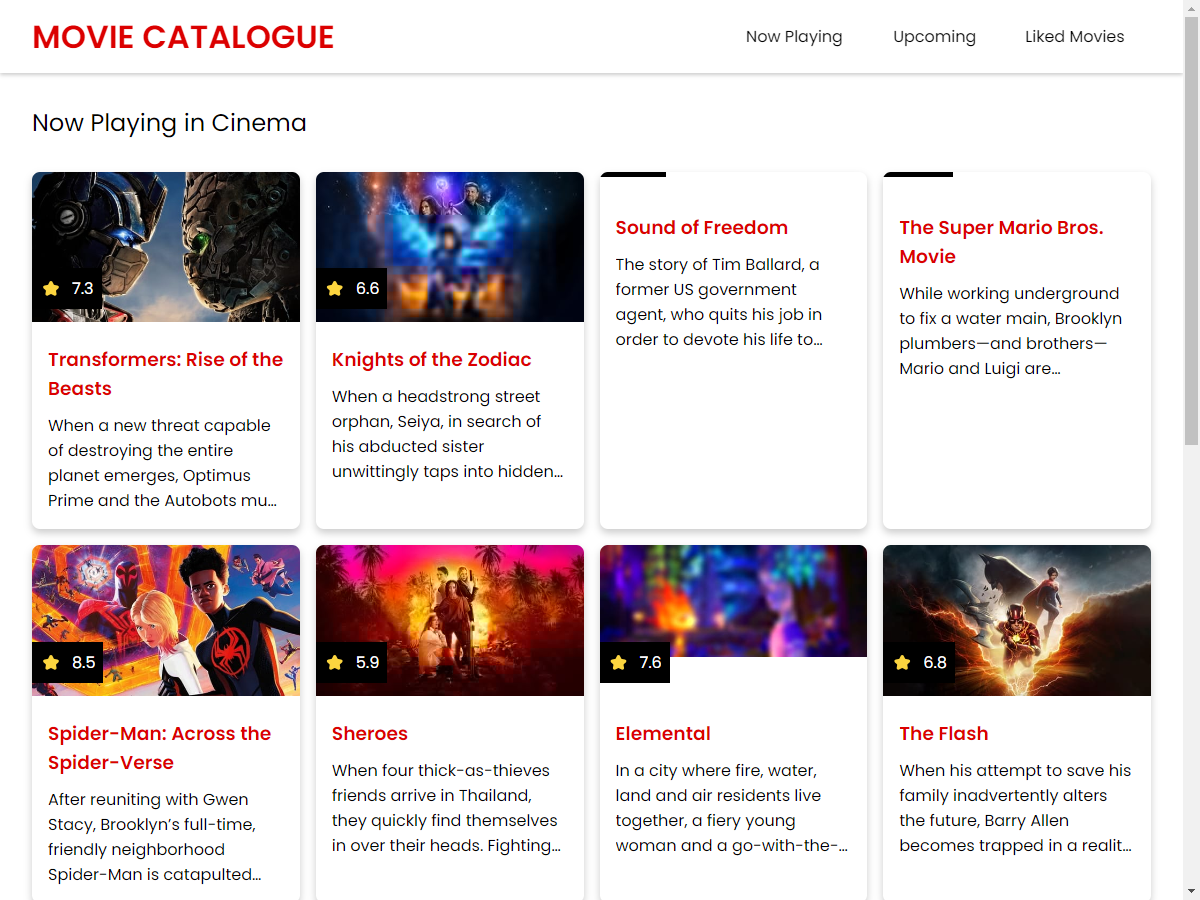 MOVIE CATALOGUE
Now Playing
Upcoming
Liked Movies
Now Playing in Cinema
7.3
Transformers: Rise of the
Beasts
When a new threat capable
of destroying the entire
planet emerges, Optimus
Prime and the Autobots mu...
6.6
Knights of the Zodiac
When a headstrong street
orphan, Seiya, in search of
his abducted sister
unwittingly taps into hidden...
Sound of Freedom
The story of Tim Ballard, a
former US government
agent, who quits his job in
order to devote his life to...
The Super Mario Bros.
Movie
While working underground
to fix a water main, Brooklyn
plumbers—and brothers—
Mario and Luigi are...
8.5
Spider-Man: Across the
Spider-Verse
After reuniting with Gwen
Stacy, Brooklyn’s full-time,
friendly neighborhood
Spider-Man is catapulted...
5.9
Sheroes
When four thick-as-thieves
friends arrive in Thailand,
they quickly find themselves
in over their heads. Fighting...
7.6
Elemental
In a city where fire, water,
land and air residents live
together, a fiery young
woman and a go-with-the-...
6.8
The Flash
When his attempt to save his
family inadvertently alters
the future, Barry Allen
becomes trapped in a realit...